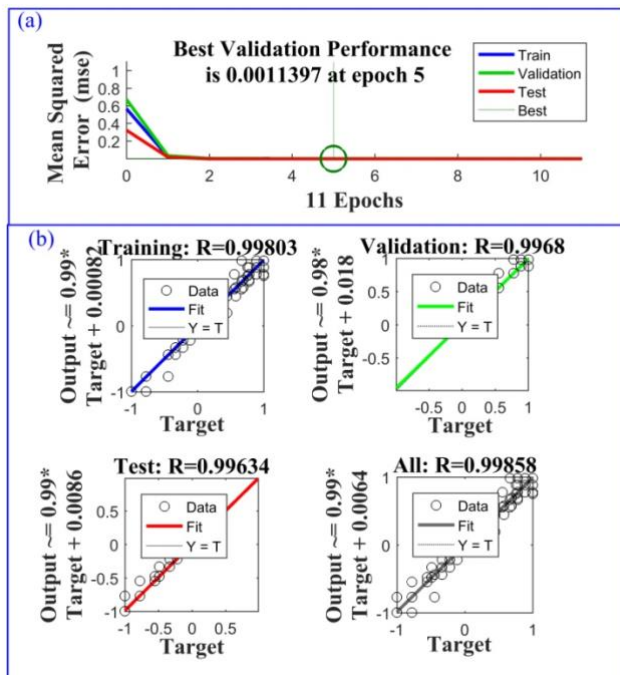 (a)
Best Validation Performance
is 0.0011397 at epoch 5
Train
Validation
Test
Best
Mean Squared
Error (mse)
1
0.8
0.6
0.4
0.2
0 2 4 6 8 10
11 Epochs
(b)
Training: R=0.99803
Output ~= 0.99*
Target + 0.00082
1
0
-1
Data
Fit
Y = T
-1 0 1
Target
Validation: R=0.9968
Output ~= 0.98*
Target + 0.018
1
0.5
0
-0.5
Data
Fit
Y = T
-0.5 0 0.5 1
Target
Test: R=0.99634
Output ~= 0.99*
Target + 0.0086
0.5
0
-0.5
-1
Data
Fit
Y = T
-1 -0.5 0 0.5
Target
All: R=0.99858
Output ~= 0.99*
Target + 0.0064
1
0
-1
Data
Fit
Y = T
-1 0 1
Target